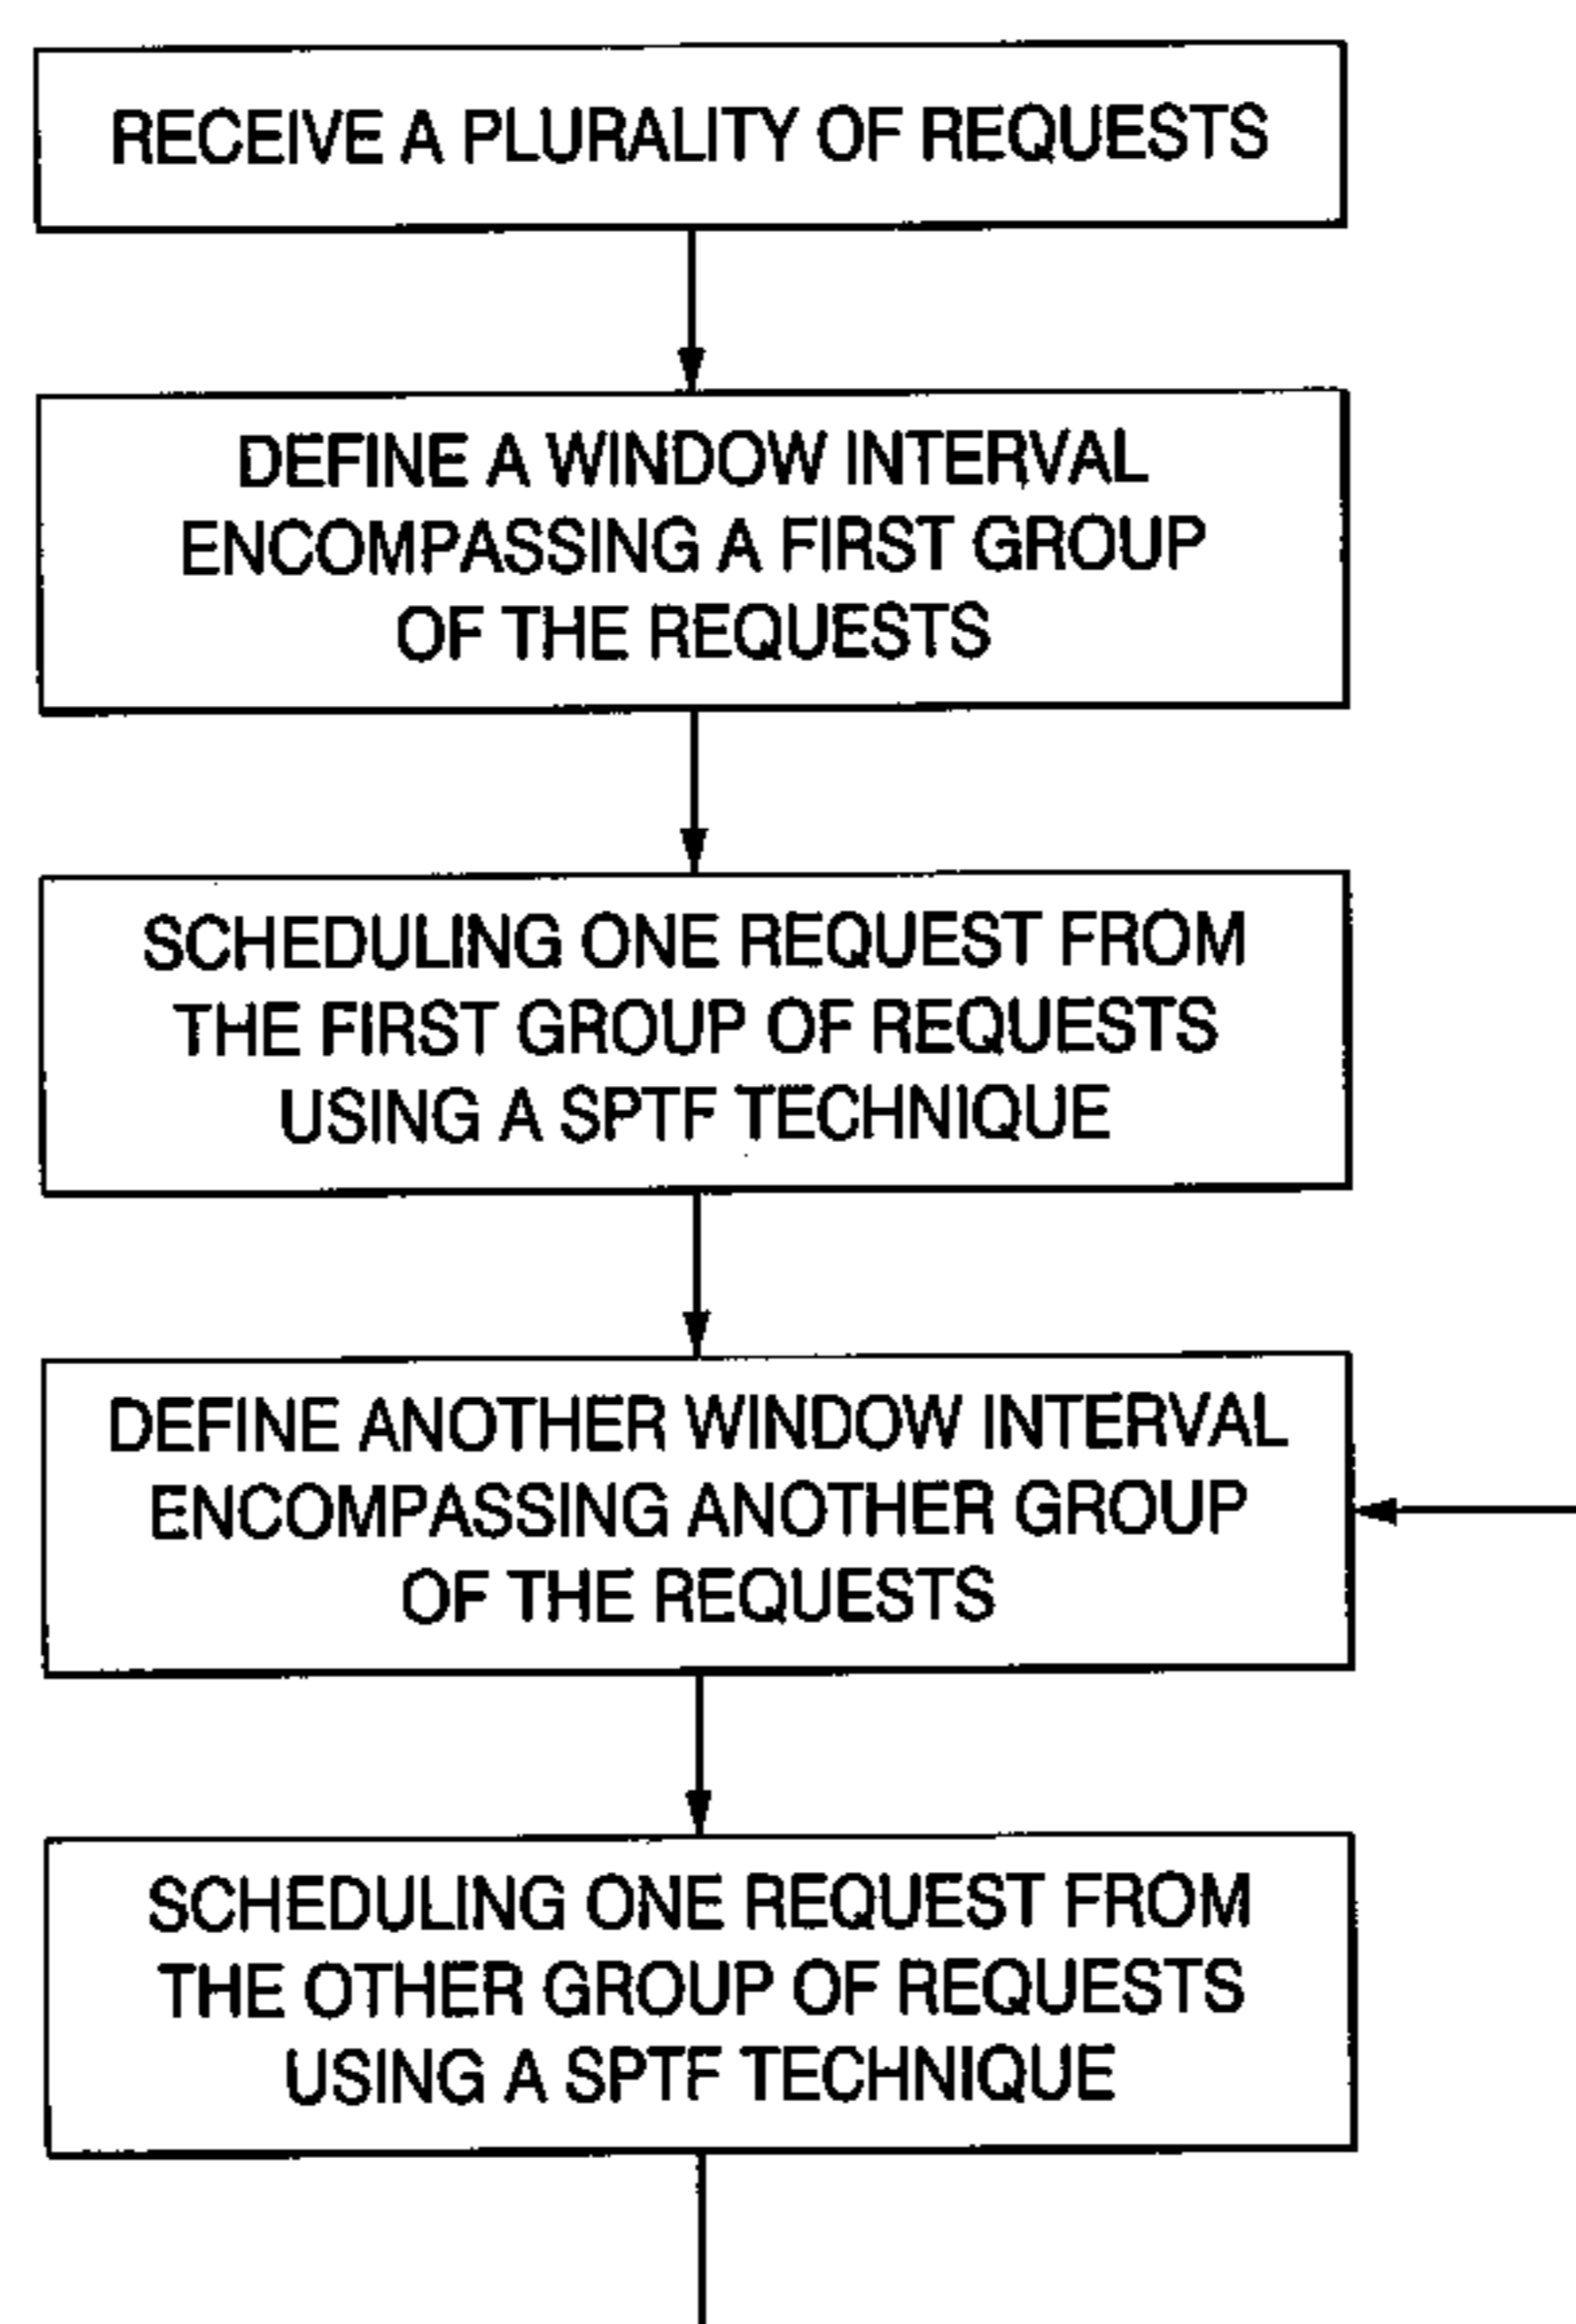 RECEIVE A PLURALITY OF REQUESTS
DEFINE A WINDOW INTERVAL
ENCOMPASSING A FIRST GROUP
OF THE REQUESTS
SCHEDULING ONE REQUEST FROM
THE FIRST GROUP OF REQUESTS
USING A SPTF TECHNIQUE
DEFINE ANOTHER WINDOW INTERVAL
ENCOMPASSING ANOTHER GROUP
OF THE REQUESTS
SCHEDULING ONE REQUEST FROM
THE OTHER GROUP OF REQUESTS
USING A SPTF TECHNIQUE